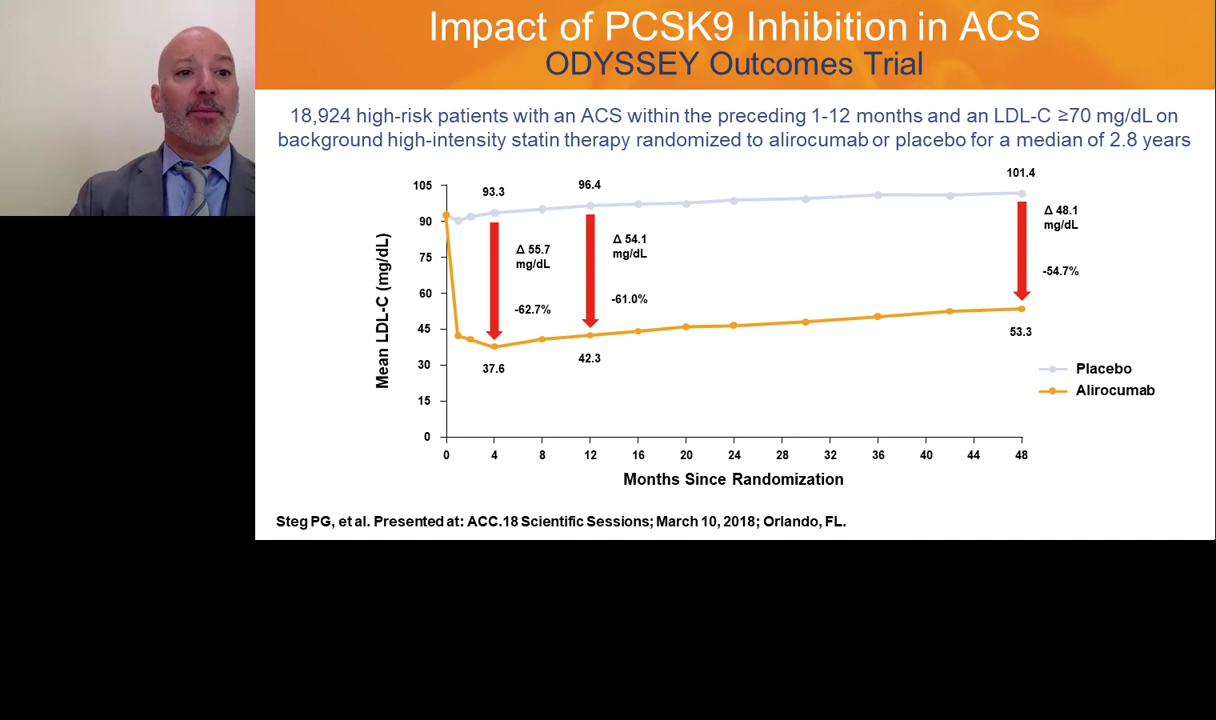 Impact of PCSK9 Inhibition in ACS
ODYSSEY Outcomes Trial
18,924 high-risk patients with an ACS within the preceding 1-12 months and an LDL-C ≥70 mg/dL on
background high-intensity statin therapy randomized to alirocumab or placebo for a median of 2.8 years
Mean LDL-C (mg/dL)
105
90
75
60
45
30
15
0
93.3
96.4
101.4
Δ 55.7
mg/dL
-62.7%
Δ 54.1
mg/dL
-61.0%
Δ 48.1
mg/dL
-54.7%
37.6
42.3
53.3
Placebo
Alirocumab
0 4 8 12 16 20 24 28 32 36 40 44 48
Months Since Randomization
Steg PG, et al. Presented at: ACC.18 Scientific Sessions; March 10, 2018; Orlando, FL.